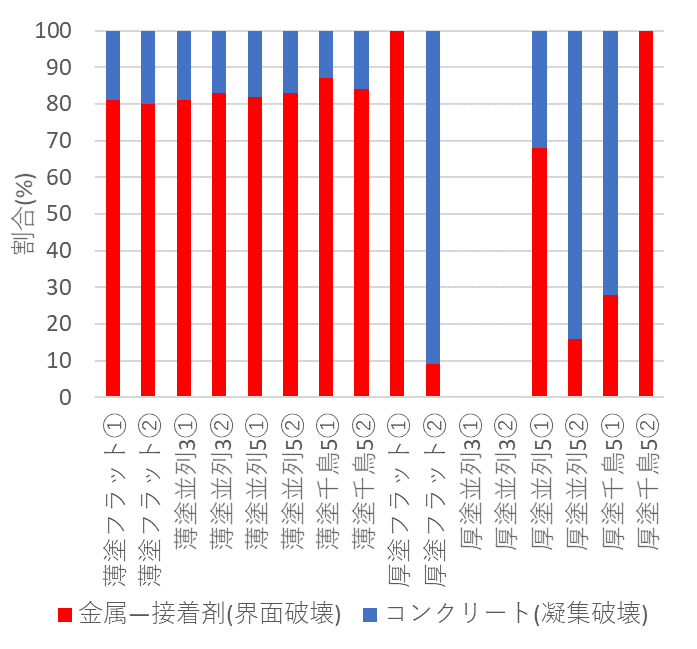 100
90
80
70
60
50
40
30
20
10
0
割合(%)
薄塗フラット①
薄塗フラット②
薄塗並列3①
薄塗並列3②
薄塗並列5①
薄塗並列5②
薄塗千鳥5①
薄塗千鳥5②
厚塗フラット①
厚塗フラット②
厚塗並列3①
厚塗並列3②
厚塗並列5①
厚塗並列5②
厚塗千鳥5①
厚塗千鳥5②
金属―接着剤(界面破壊)
コンクリート(凝集破壊)